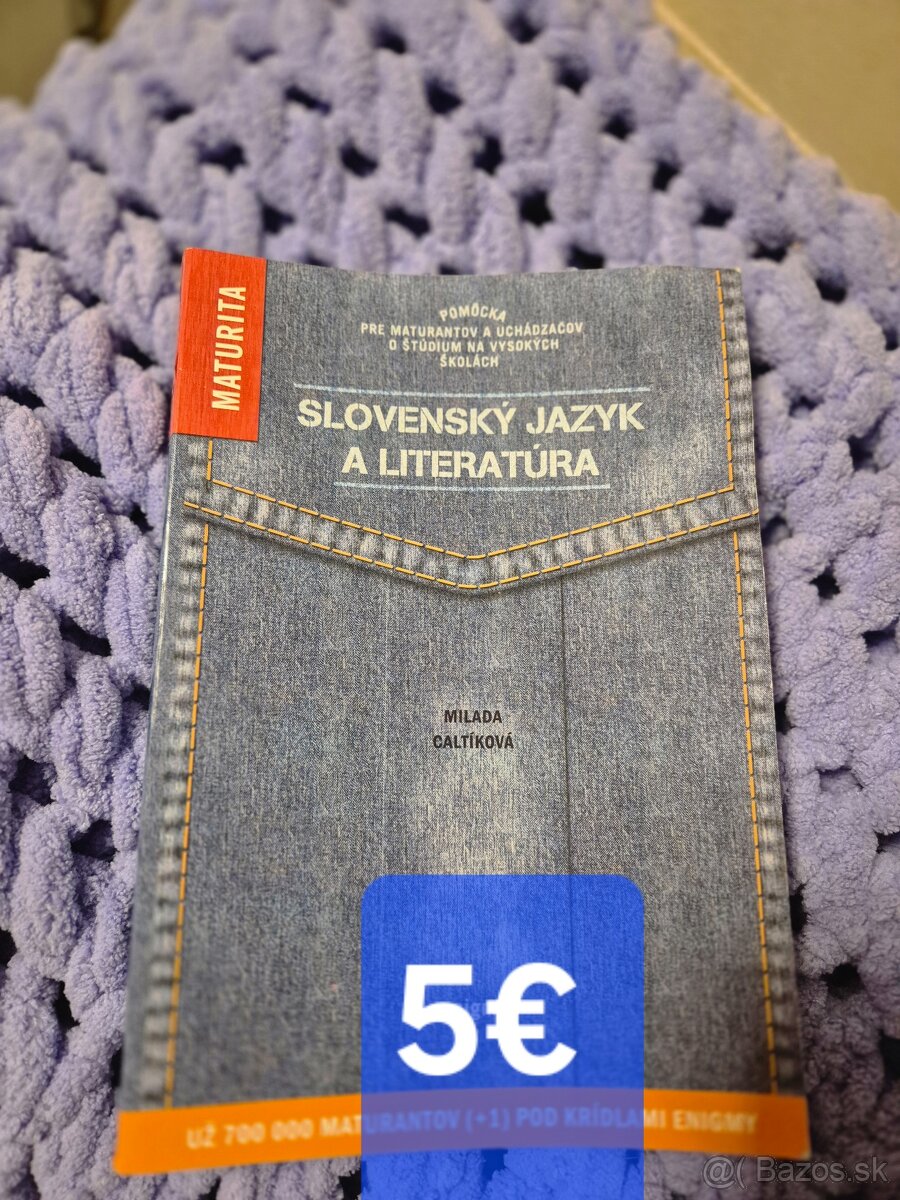 MATURITA
POMÔCKA
PRE MATURANTOV A UCHÁDZAČOV
O ŠTÚDIUM NA VYSOKÝCH
ŠKOLÁCH
SLOVENSKÝ JAZYK
A LITERATÚRA
MILADA
CALTÍKOVÁ
5€
UŽ 700 000 MATURANTOV (+1) POD KRÍDLAMI ENIGMY
@( Bazos.sk